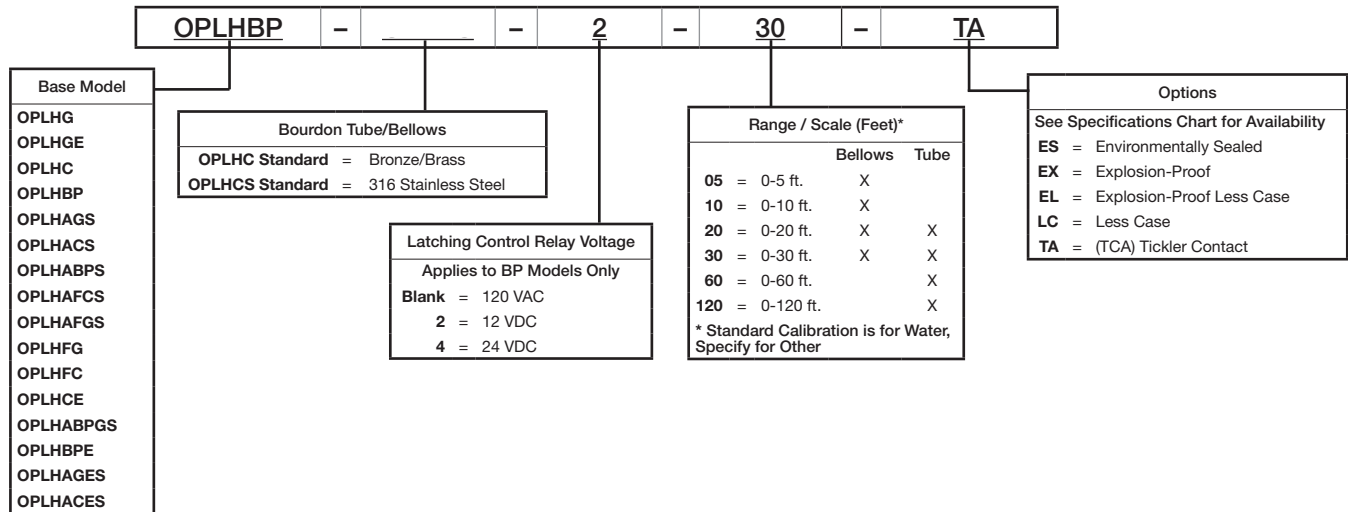 OPLHBP – – 2 – 30 – TA
Base Model
OPLHG
OPLHGE
OPLHC
OPLHBP
OPLHAGS
OPLHACS
OPLHABPS
OPLHAFCS
OPLHAFGS
OPLHFG
OPLHFC
OPLHCE
OPLHABPGS
OPLHBPE
OPLHAGES
OPLHACES
Bourdon Tube/Bellows
OPLHC Standard = Bronze/Brass
OPLHCS Standard = 316 Stainless Steel
Latching Control Relay Voltage
Applies to BP Models Only
Blank = 120 VAC
2 = 12 VDC
4 = 24 VDC
Range / Scale (Feet)*
Bellows Tube
05 = 0-5 ft. X
10 = 0-10 ft. X
20 = 0-20 ft. X X
30 = 0-30 ft. X X
60 = 0-60 ft. X
120 = 0-120 ft. X
* Standard Calibration is for Water,
Specify for Other
Options
See Specifications Chart for Availability
ES = Environmentally Sealed
EX = Explosion-Proof
EL = Explosion-Proof Less Case
LC = Less Case
TA = (TCA) Tickler Contact